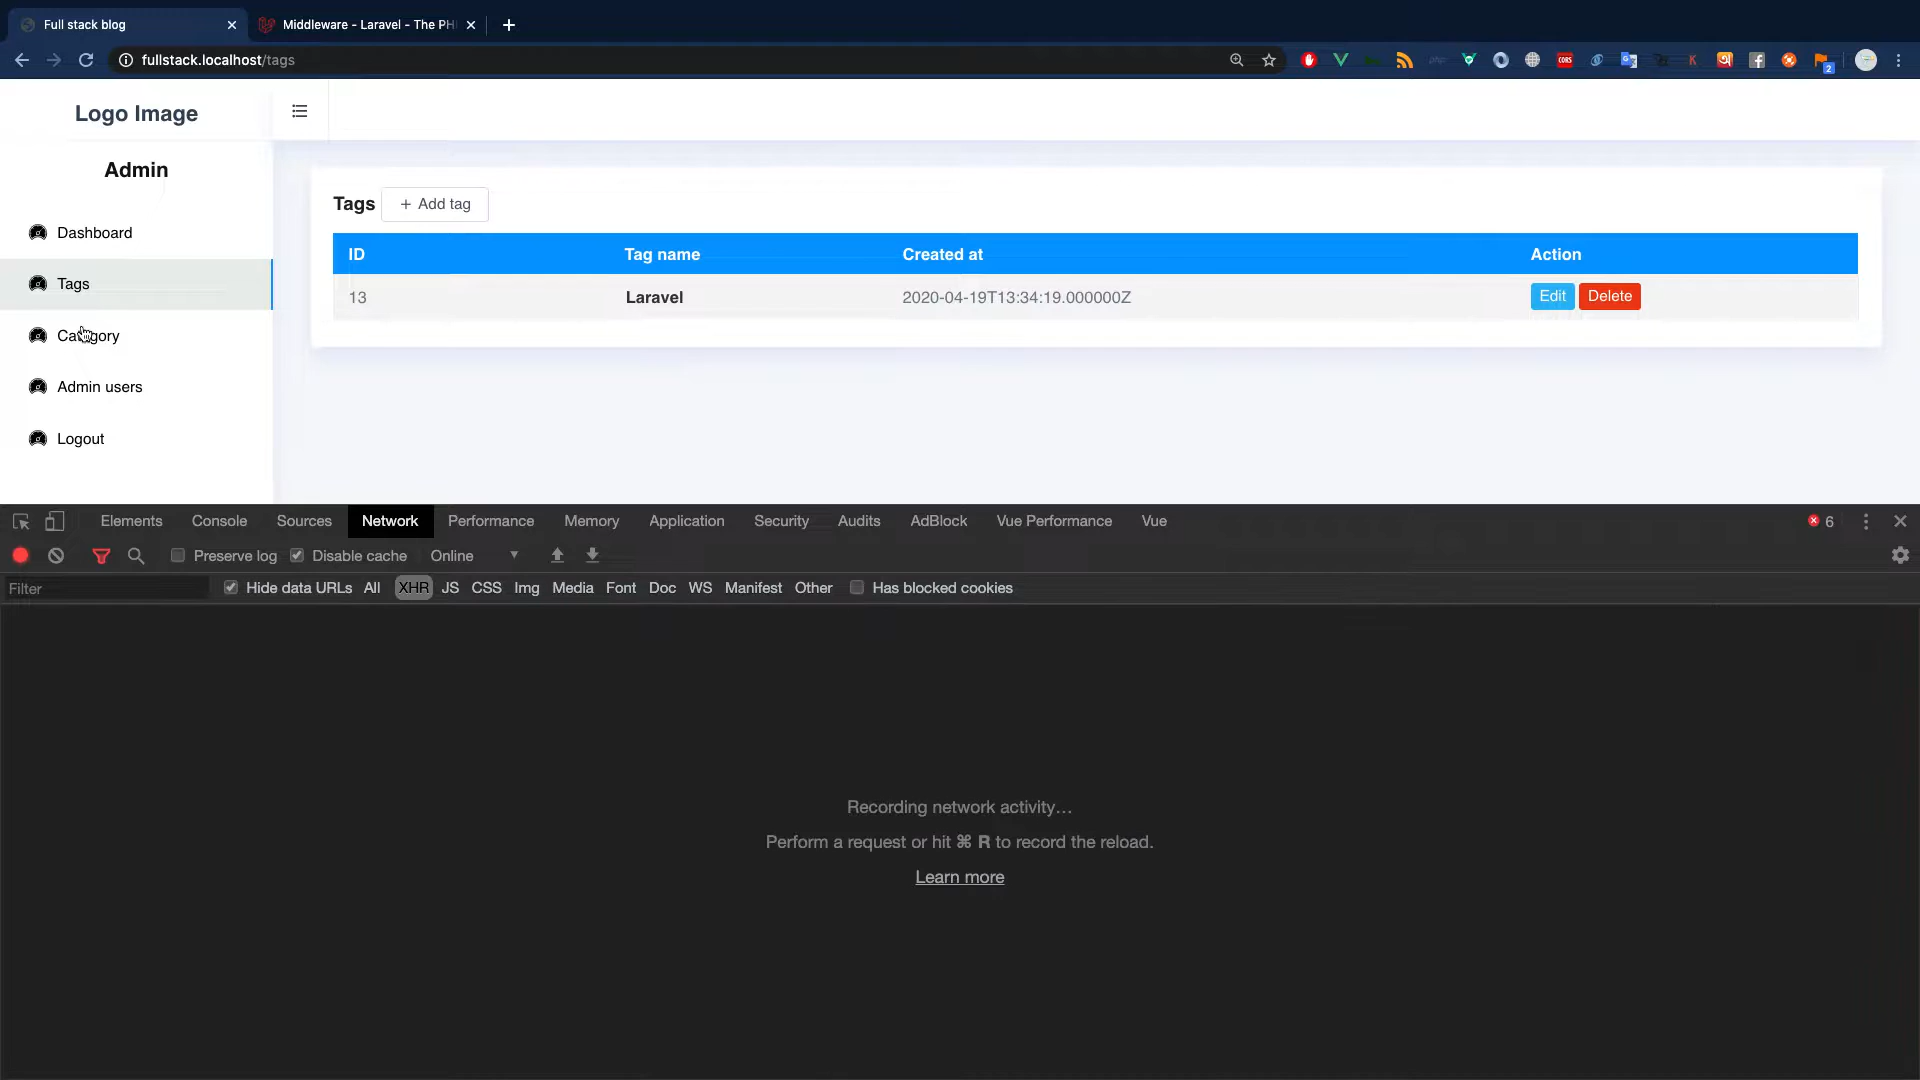 Full stack blog
Middleware - Laravel - The PH
fullstack.localhost/tags
Logo Image
Admin
Dashboard
Tags
Category
Admin users
Logout
Tags + Add tag
ID Tag name Created at Action
13 Laravel 2020-04-19T13:34:19.000000Z Edit Delete
Elements Console Sources Network Performance Memory Application Security Audits AdBlock Vue Performance Vue 6
Preserve log Disable cache Online
Filter Hide data URLs All XHR JS CSS Img Media Font Doc WS Manifest Other Has blocked cookies
Recording network activity…
Perform a request or hit ⌘ R to record the reload.
Learn more